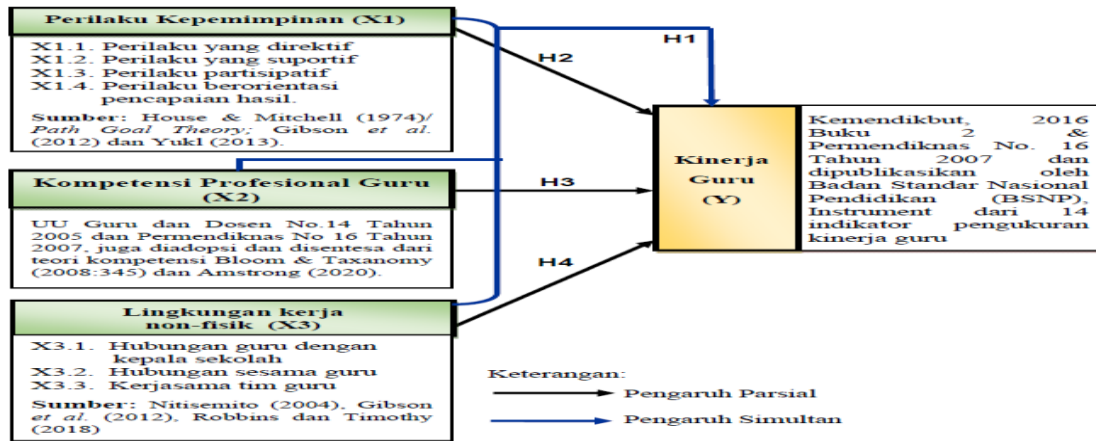 Perilaku Kepemimpinan (X1)
X1.1. Perilaku yang direktif
X1.2. Perilaku yang suportif
X1.3. Perilaku partisipatif
X1.4. Perilaku berorientasi
pencapaian hasil.
Sumber: House & Mitchell (1974)/
Path Goal Theory; Gibson et al.
(2012) dan Yukl (2013).
Kompetensi Profesional Guru
(X2)
UU Guru dan Dosen No.14 Tahun
2005 dan Permendiknas No 16 Tahun
2007, juga diadopsi dan disentesa dari
teori kompetensi Bloom & Taxanomy
(2008:345) dan Amstrong (2020).
Lingkungan kerja
non-fisik (X3)
X3.1. Hubungan guru dengan
kepala sekolah
X3.2. Hubungan sesama guru
X3.3. Kerjasama tim guru
Sumber: Nitisemito (2004), Gibson
et al. (2012), Robbins dan Timothy
(2018)
H1
H2
H3
H4
Kinerja
Guru
(Y)
Kemendikbut, 2016
Buku 2 &
Permendiknas No. 16
Tahun 2007 dan
dipublikasikan oleh
Badan Standar Nasional
Pendidikan (BSNP),
Instrument dari 14
indikator pengukuran
kinerja guru
Keterangan:
Pengaruh Parsial
Pengaruh Simultan